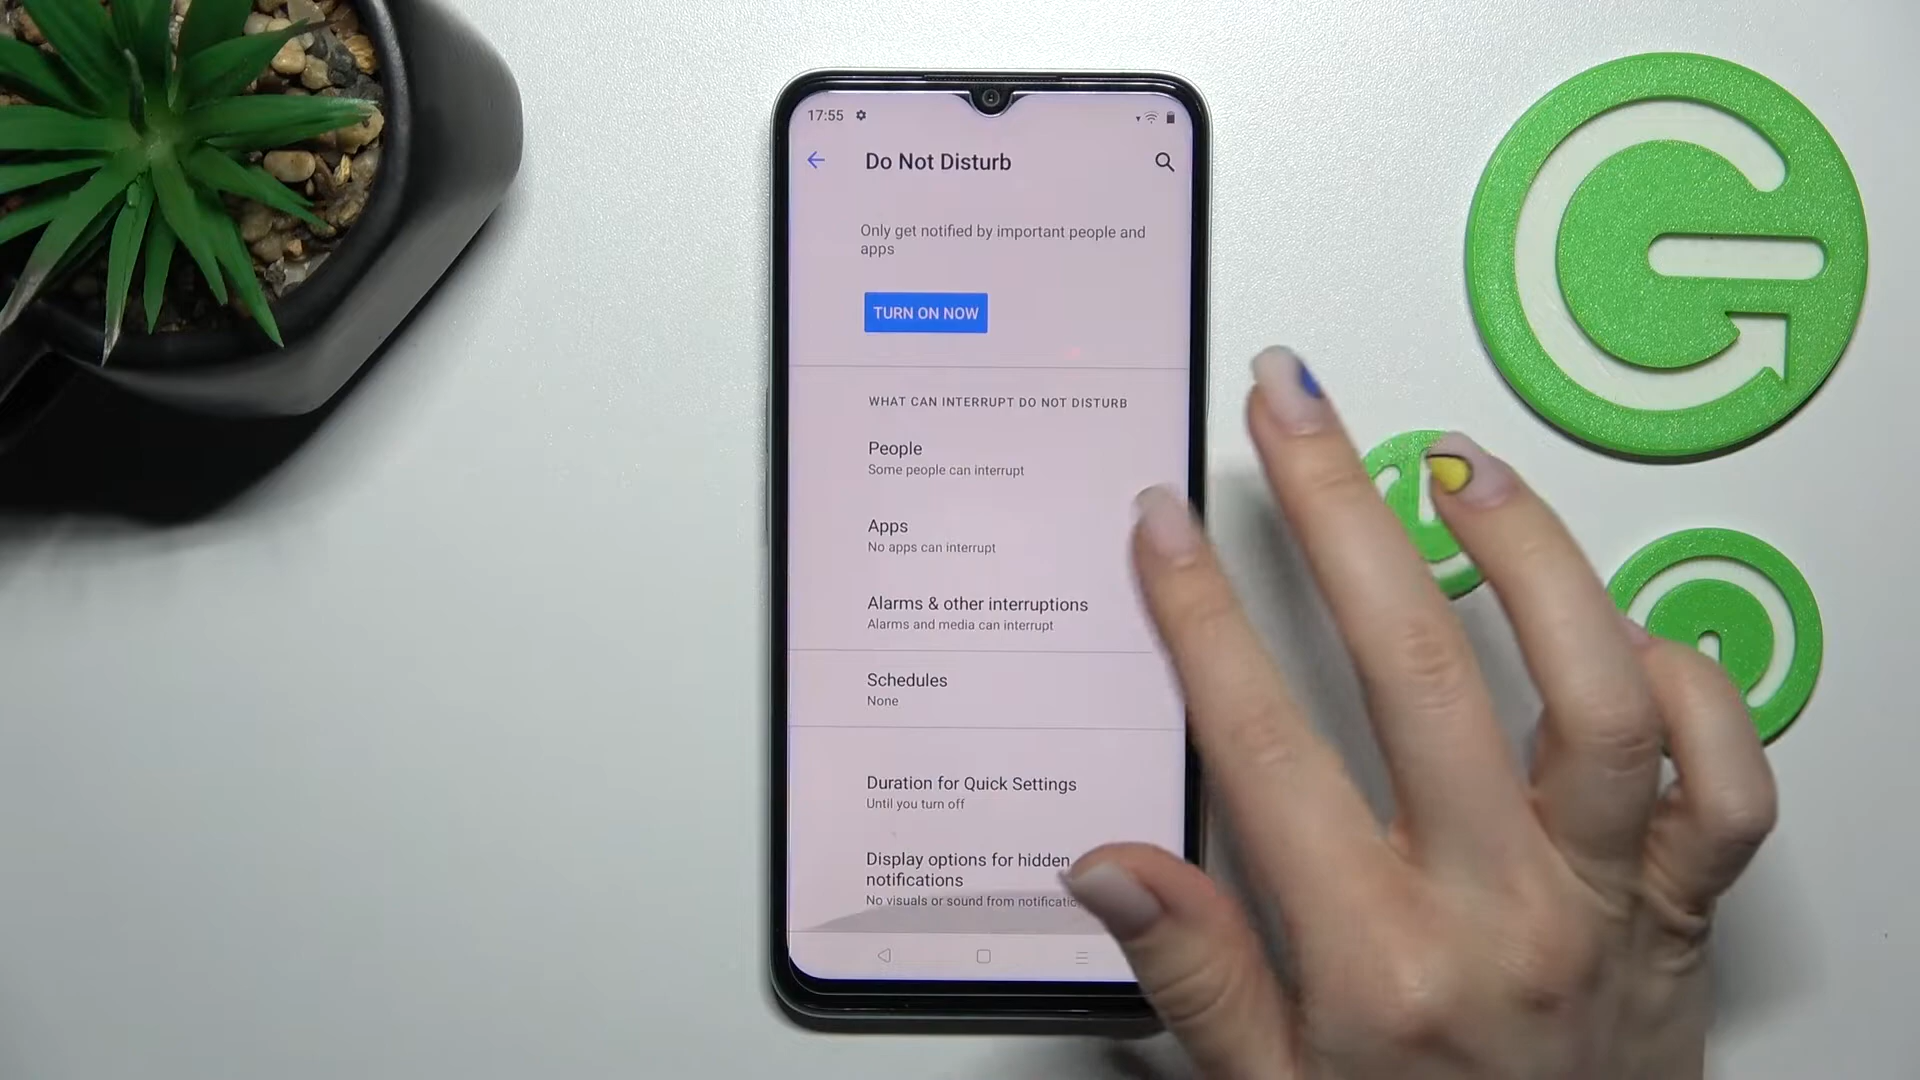 17:55
Do Not Disturb
Only get notified by important people and
apps
TURN ON NOW
WHAT CAN INTERRUPT DO NOT DISTURB
People
Some people can interrupt
Apps
No apps can interrupt
Alarms & other interruptions
Alarms and media can interrupt
Schedules
None
Duration for Quick Settings
Until you turn off
Display options for hidden
notifications
No visuals or sound from